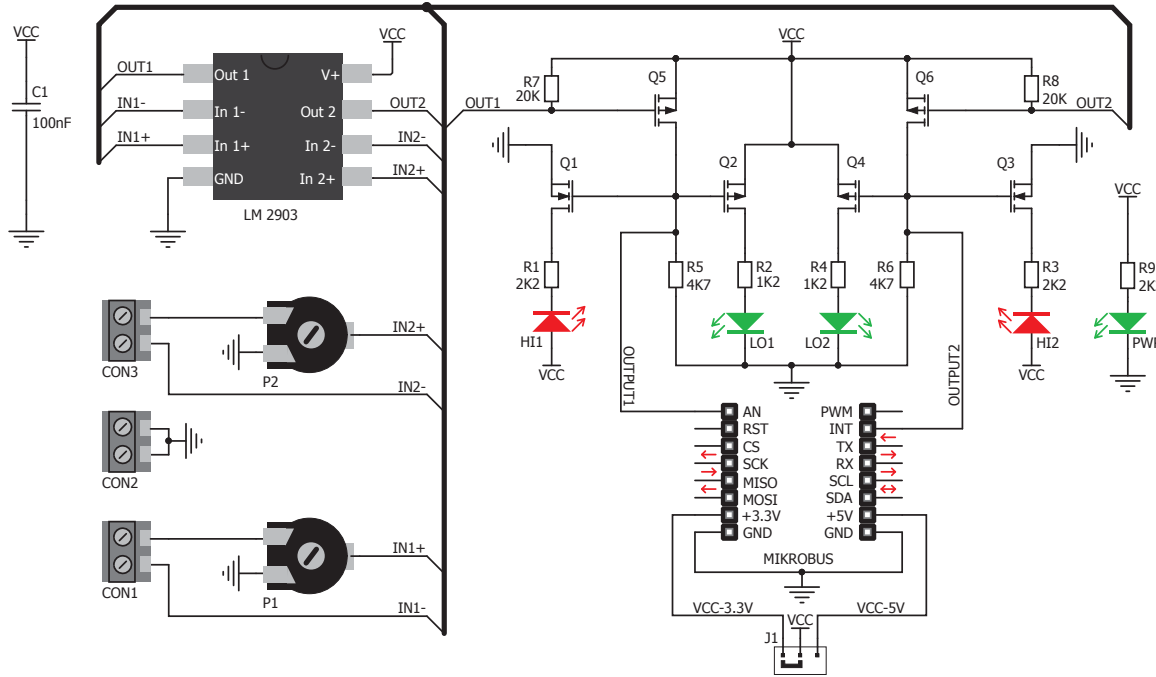 VCC
C1
100nF
OUT1
IN1-
IN1+
Out 1
In 1-
In 1+
GND
V+
Out 2
In 2-
In 2+
LM 2903
VCC
OUT2
IN2-
IN2+
OUT1
R7
20K
Q5
VCC
Q6
R8
20K
OUT2
Q1
Q2
Q4
Q3
VCC
R1
2K2
R5
4K7
R2
1K2
R4
1K2
R6
4K7
R3
2K2
R9
2K
HI1
VCC
LO1
LO2
HI2
VCC
CON3
P2
IN2+
IN2-
CON2
CON1
P1
IN1+
IN1-
OUTPUT1
OUTPUT2
AN
RST
CS
SCK
MISO
MOSI
+3.3V
GND
PWM
INT
TX
RX
SCL
SDA
+5V
GND
MIKROBUS
VCC-3.3V
VCC-5V
VCC
J1